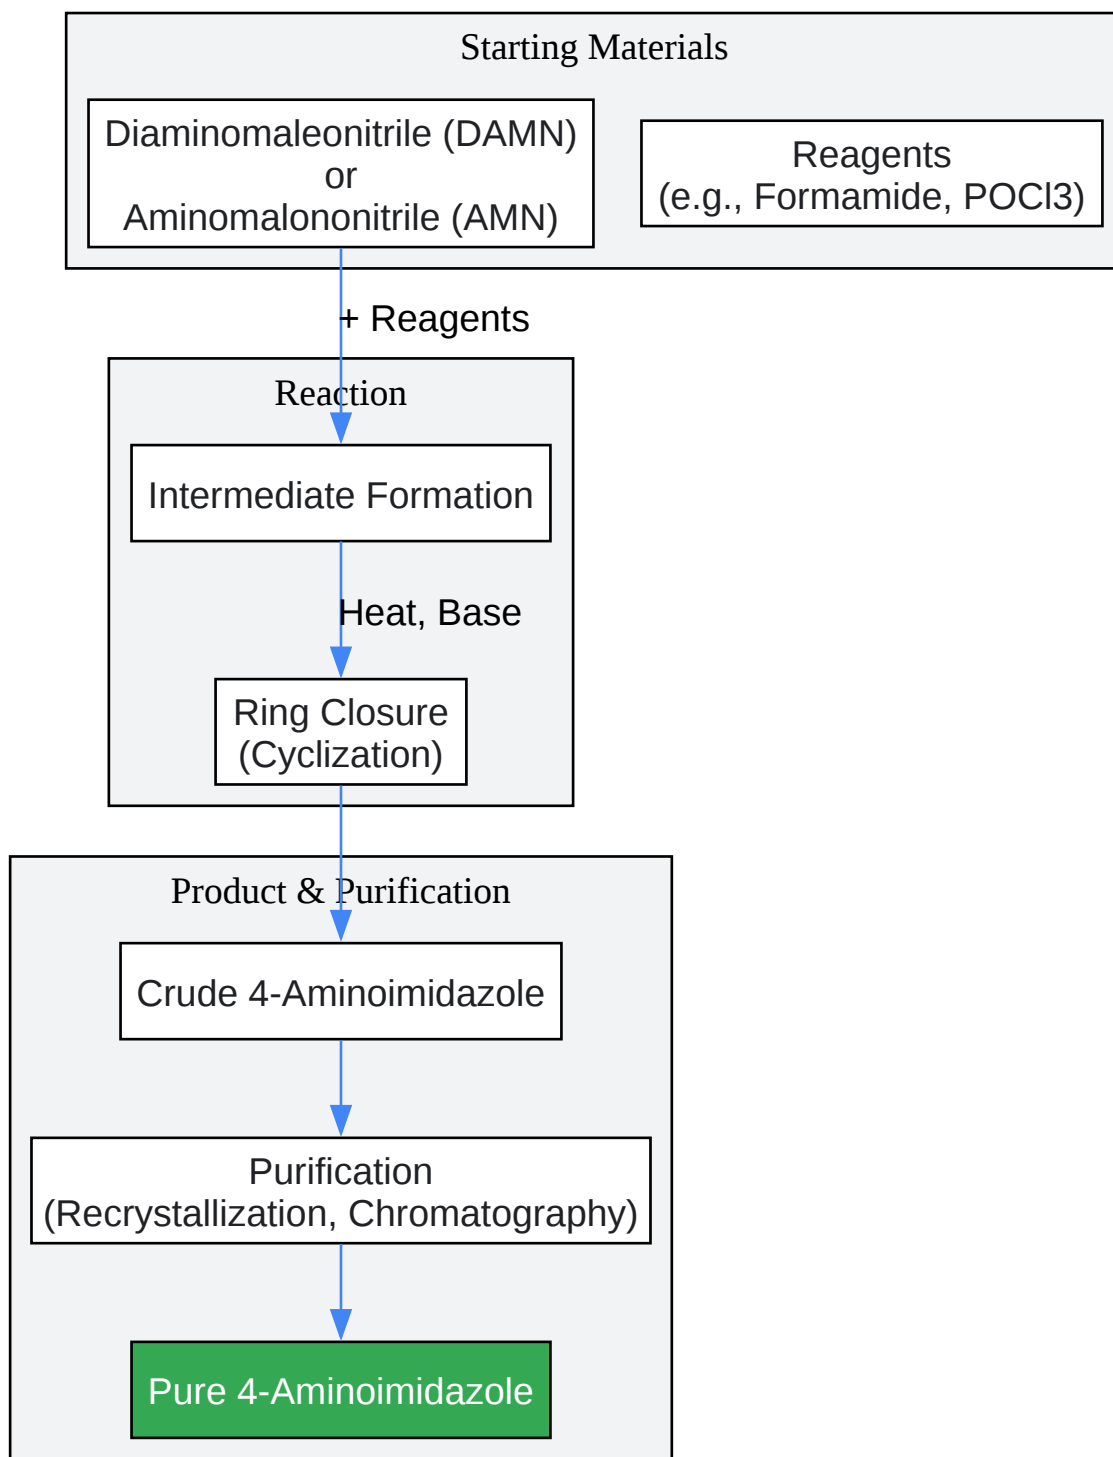 Starting Materials
Diaminomaleonitrile (DAMN)
or
Aminomalononitrile (AMN)
Reagents
(e.g., Formamide, POCl3)
+ Reagents
Reaction
Intermediate Formation
Heat, Base
Ring Closure
(Cyclization)
Product & Purification
Crude 4-Aminoimidazole
Purification
(Recrystallization, Chromatography)
Pure 4-Aminoimidazole